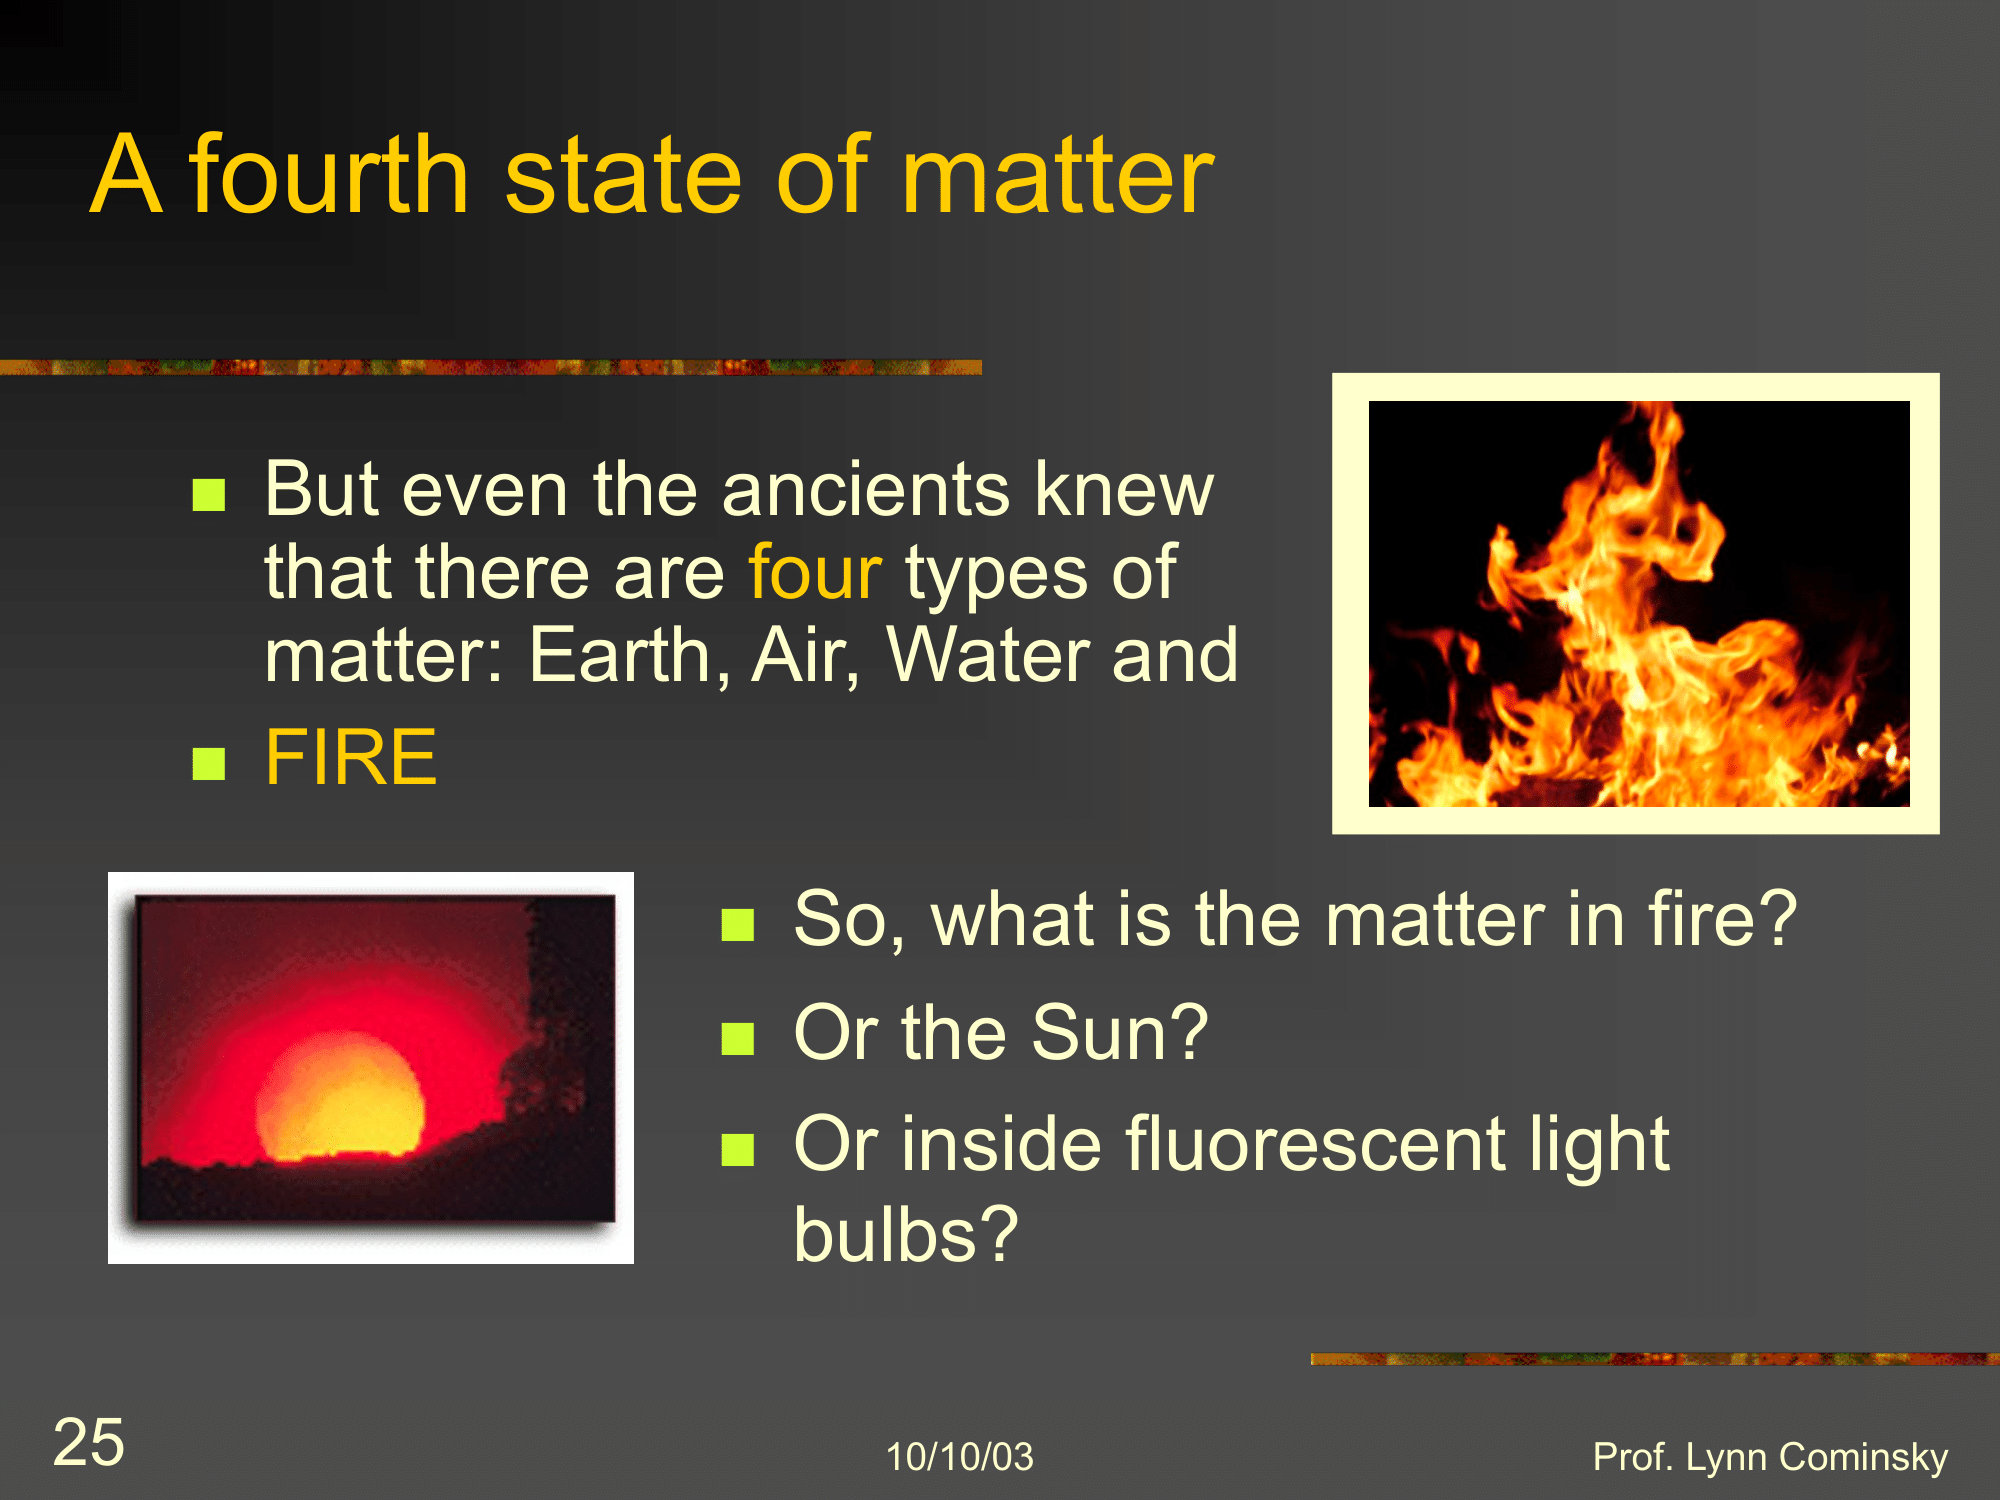 A fourth state of matter
But even the ancients knew
that there are four types of
matter: Earth, Air, Water and
FIRE
So, what is the matter in fire?
Or the Sun?
Or inside fluorescent light
bulbs?
25
10/10/03
Prof. Lynn Cominsky